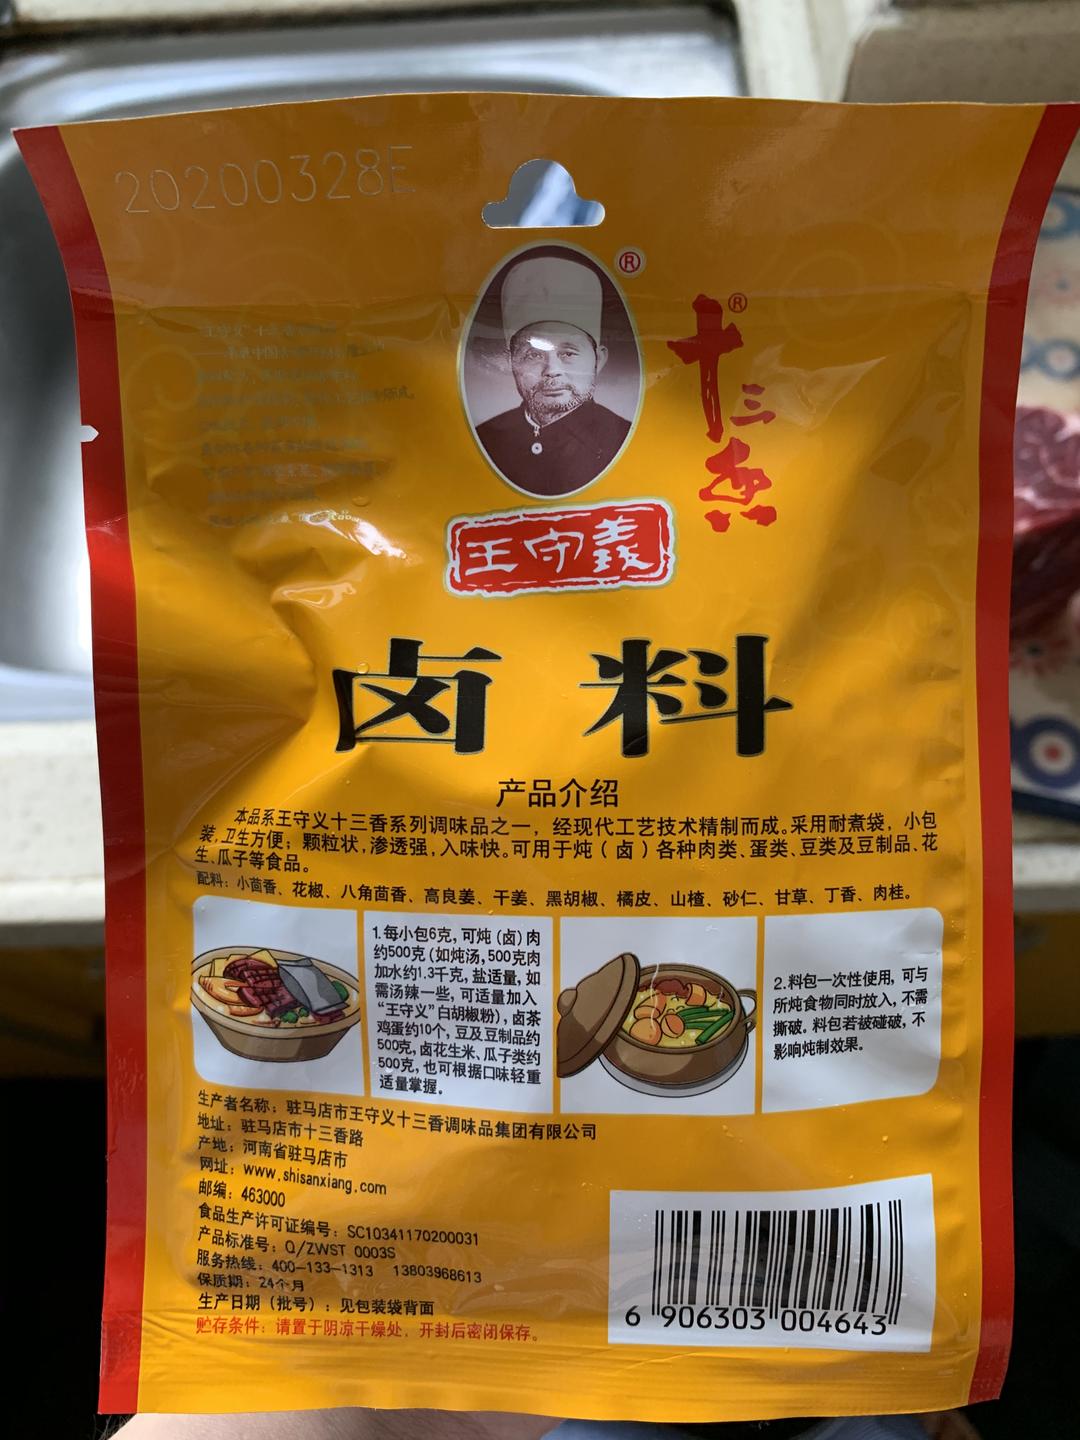 20200328E
®
十三香®
王守義
卤料
产品介绍
本品系王守义十三香系列调味品之一，经现代工艺技术精制而成。采用耐煮袋，小包
装，卫生方便；颗粒状，渗透强，入味快。可用于炖（卤）各种肉类、蛋类、豆类及豆制品、花
生、瓜子等食品。
配料：小茴香、花椒、八角茴香、高良姜、干姜、黑胡椒、橘皮、山楂、砂仁、甘草、丁香、肉桂。
1.每小包6克，可炖（卤）肉
约500克（如炖汤，500克肉
加水约1.3千克，盐适量，如
需汤辣一些，可适量加入
“王守义”白胡椒粉），卤茶
鸡蛋约10个，豆及豆制品约
500克，卤花生米、瓜子类约
500克，也可根据口味轻重
适量掌握。
2.料包一次性使用，可与
所炖食物同时放入，不需
撕破。料包若被碰破，不
影响炖制效果。
生产者名称：驻马店市王守义十三香调味品集团有限公司
地址：驻马店市十三香路
产地：河南省驻马店市
网址：www.shisanxiang.com
邮编：463000
食品生产许可证编号：SC10341170200031
产品标准号：Q/ZWST 0003S
服务热线：400-133-1313 13803968613
保质期：24个月
生产日期（批号）：见包装袋背面
贮存条件：请置于阴凉干燥处，开封后密闭保存。
6 906303 004643